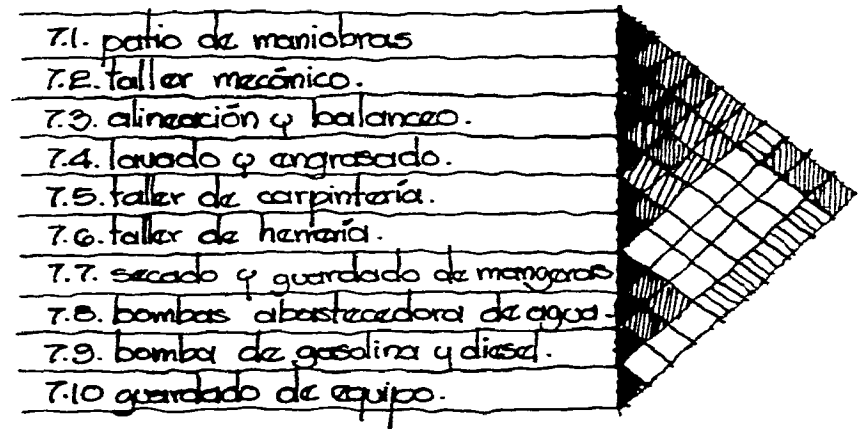 7.1. patio de maniobras
7.2. taller mecánico.
7.3. alineación y balanceo.
7.4. lavado y engrasado.
7.5. taller de carpintería.
7.6. taller de herrería.
7.7. secado y guardado de mangeras
7.8. bombas abastecedora de agua.
7.9. bomba de gasolina y diesel.
7.10 guardado de equipo.